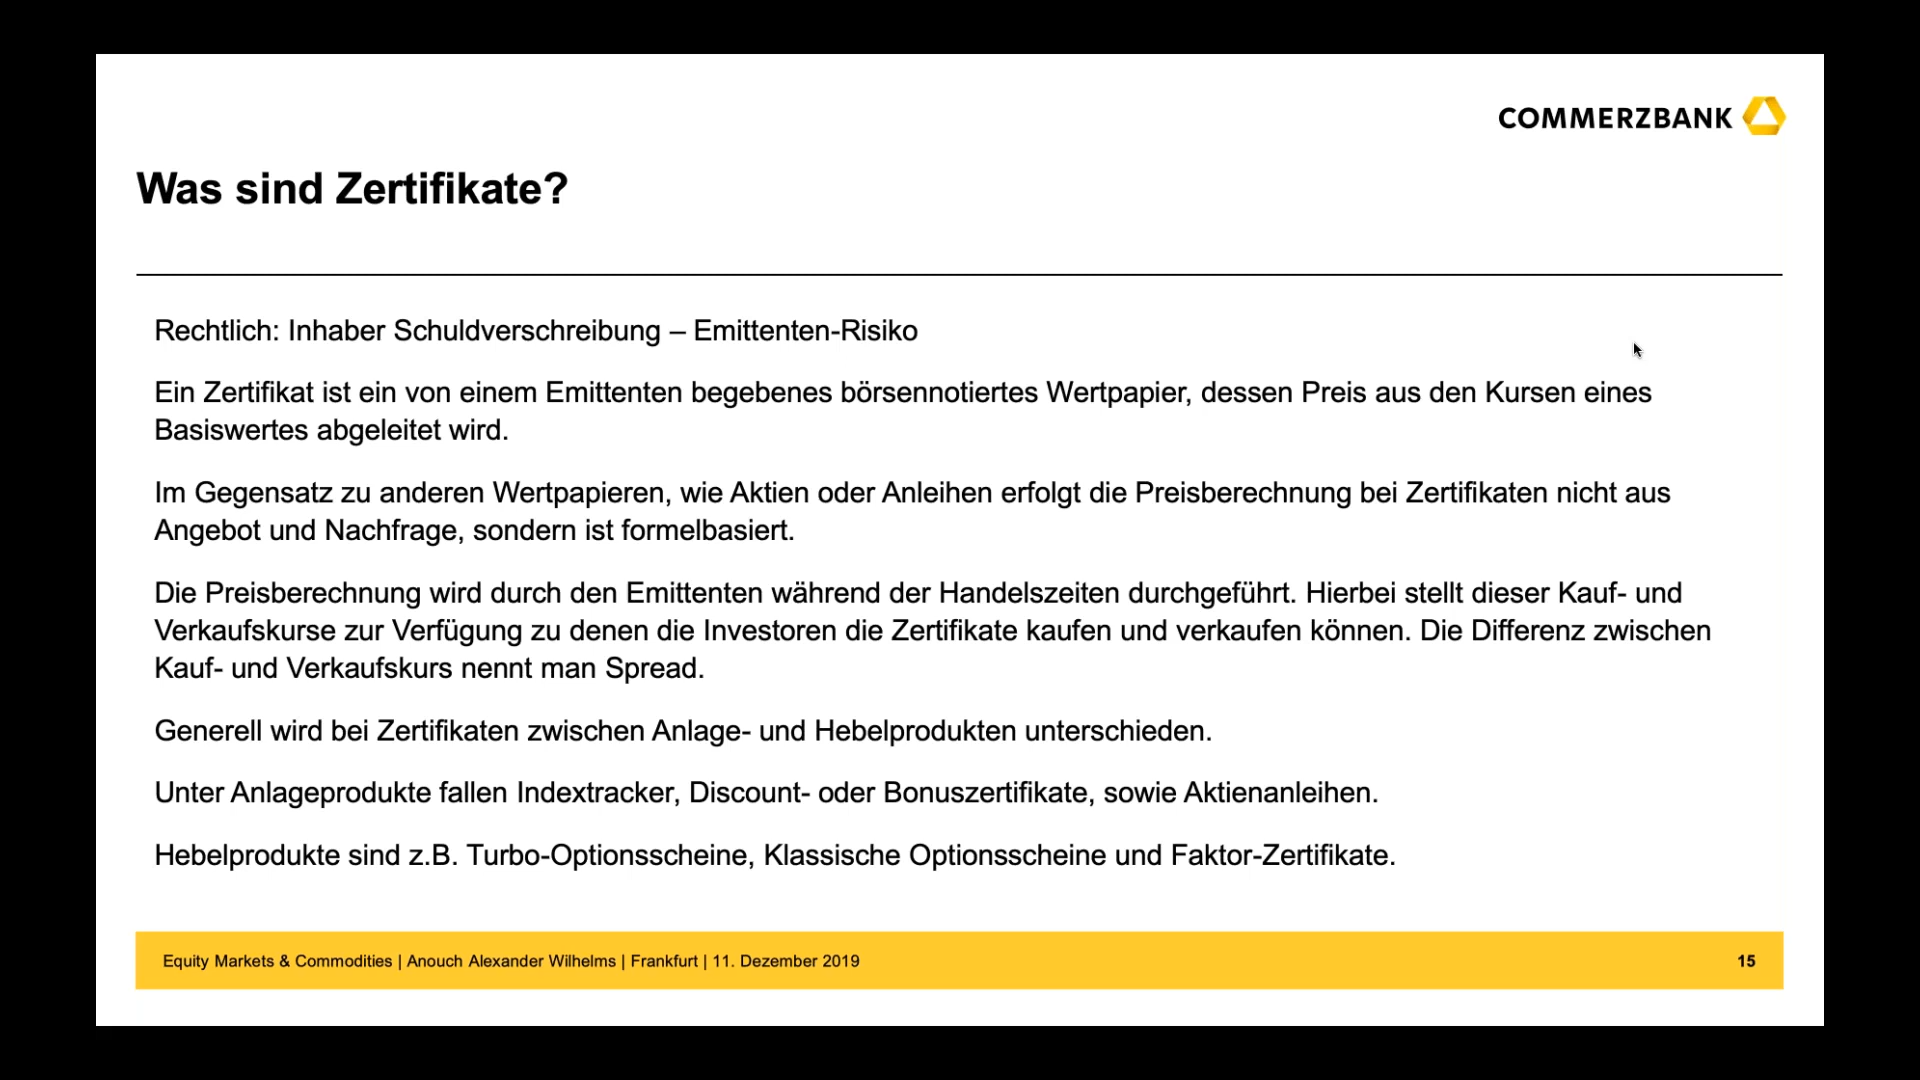 COMMERZBANK
Was sind Zertifikate?
Rechtlich: Inhaber Schuldverschreibung – Emittenten-Risiko
Ein Zertifikat ist ein von einem Emittenten begebenes börsennotiertes Wertpapier, dessen Preis aus den Kursen eines
Basiswertes abgeleitet wird.
Im Gegensatz zu anderen Wertpapieren, wie Aktien oder Anleihen erfolgt die Preisberechnung bei Zertifikaten nicht aus
Angebot und Nachfrage, sondern ist formelbasiert.
Die Preisberechnung wird durch den Emittenten während der Handelszeiten durchgeführt. Hierbei stellt dieser Kauf- und
Verkaufskurse zur Verfügung zu denen die Investoren die Zertifikate kaufen und verkaufen können. Die Differenz zwischen
Kauf- und Verkaufskurs nennt man Spread.
Generell wird bei Zertifikaten zwischen Anlage- und Hebelprodukten unterschieden.
Unter Anlageprodukte fallen Indextracker, Discount- oder Bonuszertifikate, sowie Aktienanleihen.
Hebelprodukte sind z.B. Turbo-Optionsscheine, Klassische Optionsscheine und Faktor-Zertifikate.
Equity Markets & Commodities | Anouch Alexander Wilhelms | Frankfurt | 11. Dezember 2019
15